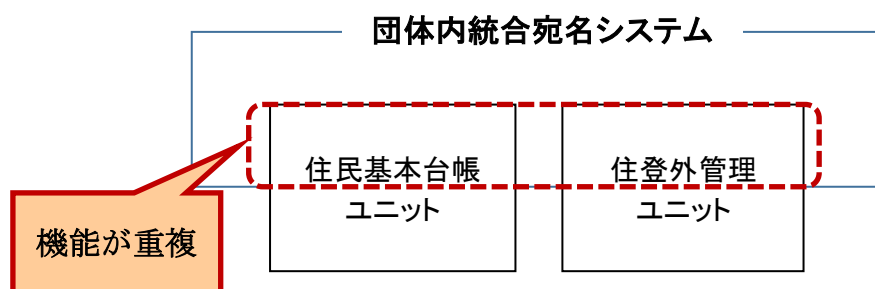 団体内統合宛名システム
住民基本台帳
ユニット
住登外管理
ユニット
機能が重複